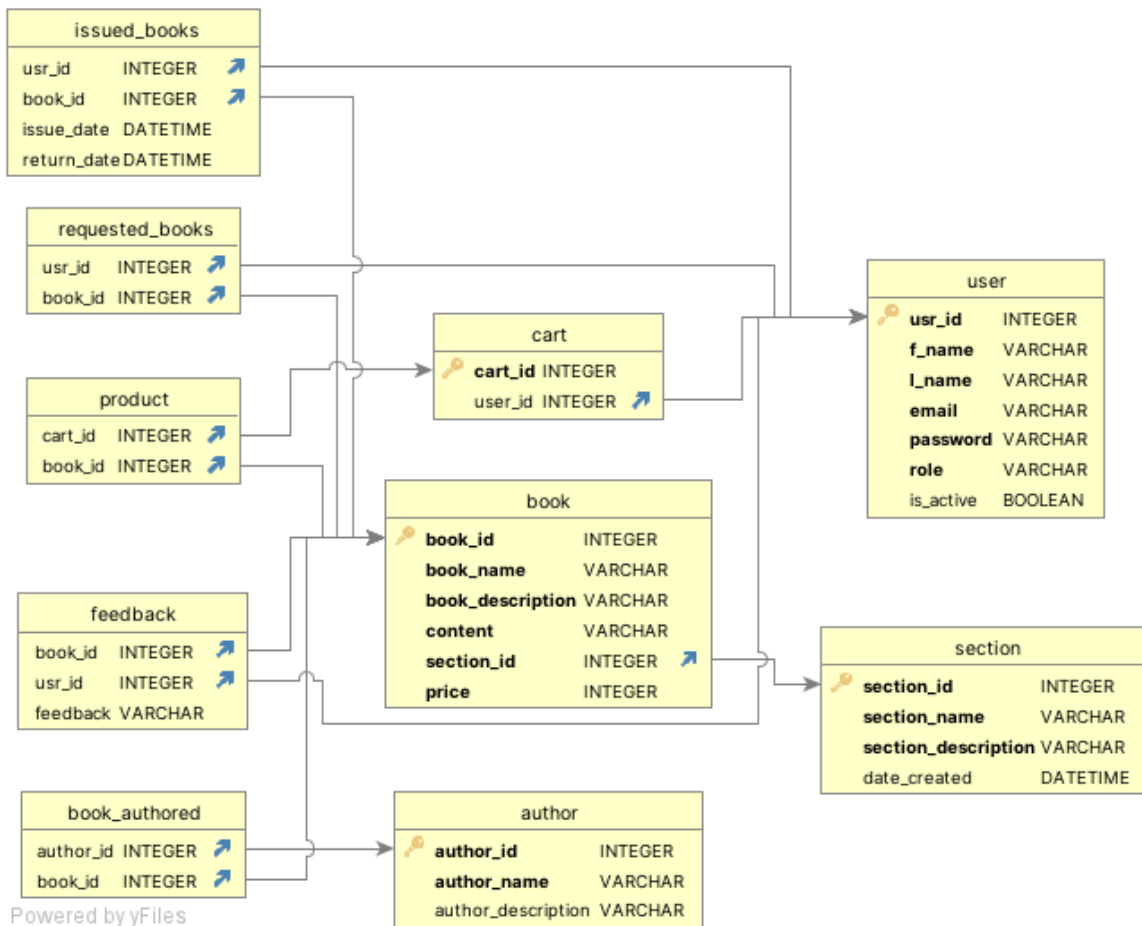 issued_books
usr_id INTEGER
book_id INTEGER
issue_date DATETIME
return_date DATETIME
requested_books
usr_id INTEGER
book_id INTEGER
product
cart_id INTEGER
book_id INTEGER
cart
cart_id INTEGER
user_id INTEGER
user
usr_id INTEGER
f_name VARCHAR
l_name VARCHAR
email VARCHAR
password VARCHAR
role VARCHAR
is_active BOOLEAN
book
book_id INTEGER
book_name VARCHAR
book_description VARCHAR
content VARCHAR
section_id INTEGER
price INTEGER
feedback
book_id INTEGER
usr_id INTEGER
feedback VARCHAR
section
section_id INTEGER
section_name VARCHAR
section_description VARCHAR
date_created DATETIME
book_authored
author_id INTEGER
book_id INTEGER
author
author_id INTEGER
author_name VARCHAR
author_description VARCHAR
Powered by yFiles